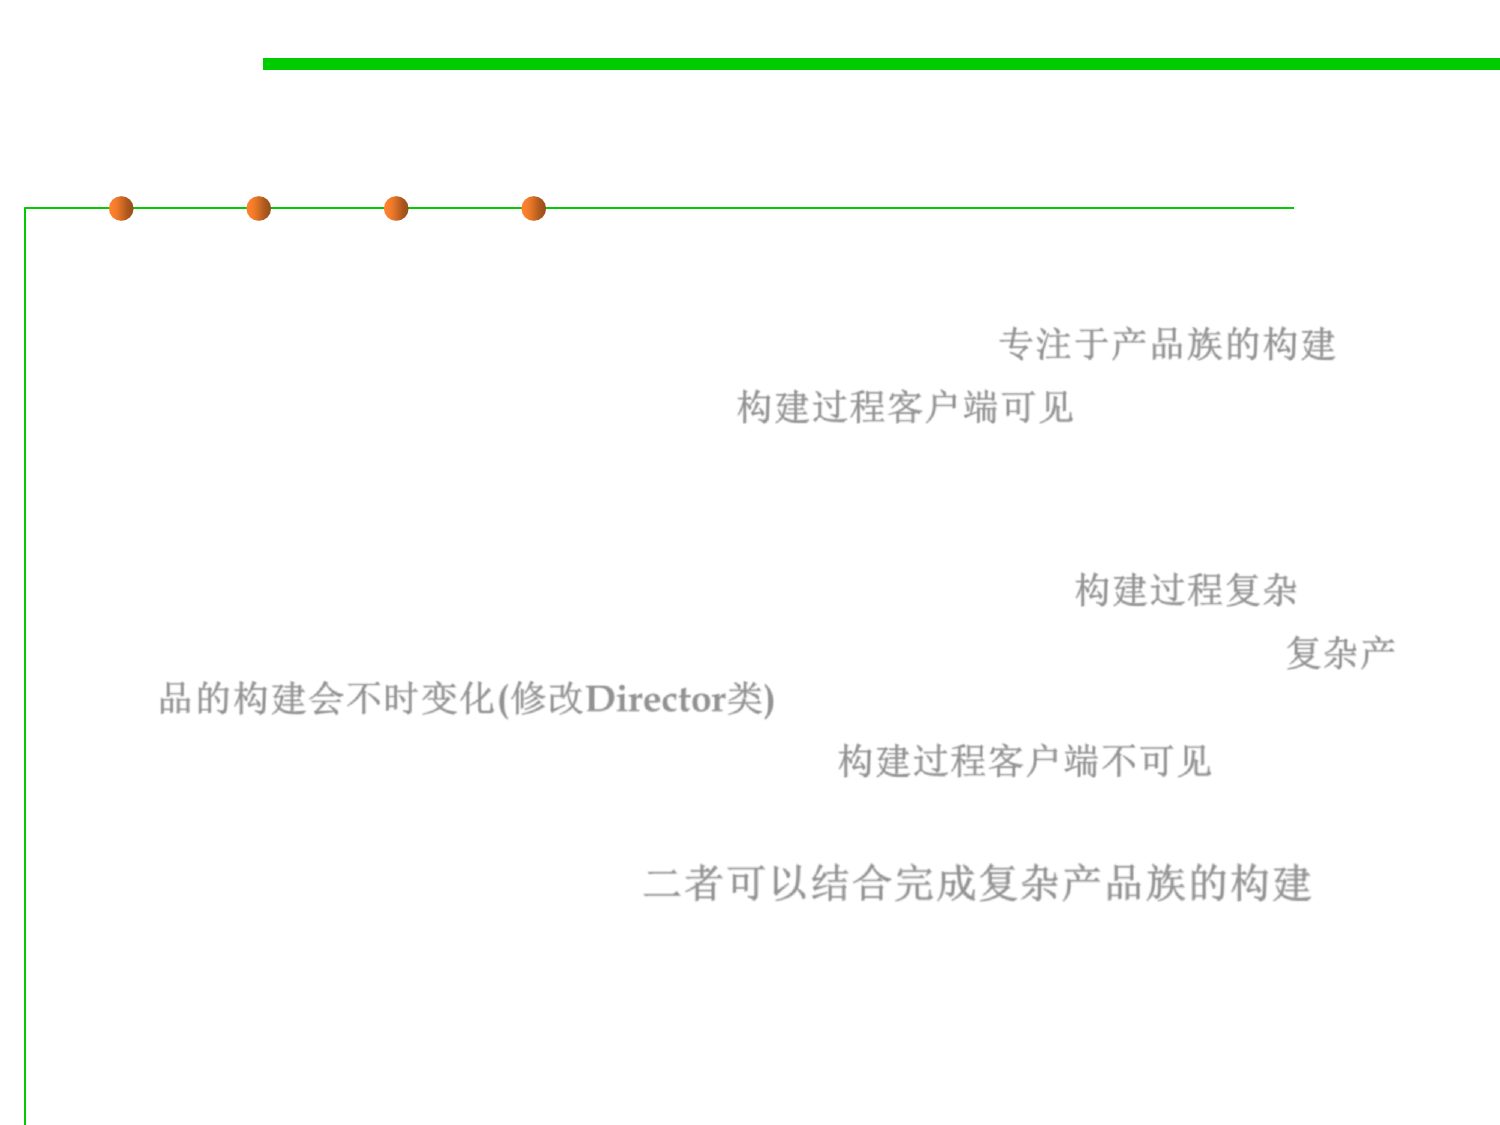 专注于产品族的构建
构建过程客户端可见
构建过程复杂
复杂产
品的构建会不时变化(修改Director类)
构建过程客户端不可见
二者可以结合完成复杂产品族的构建